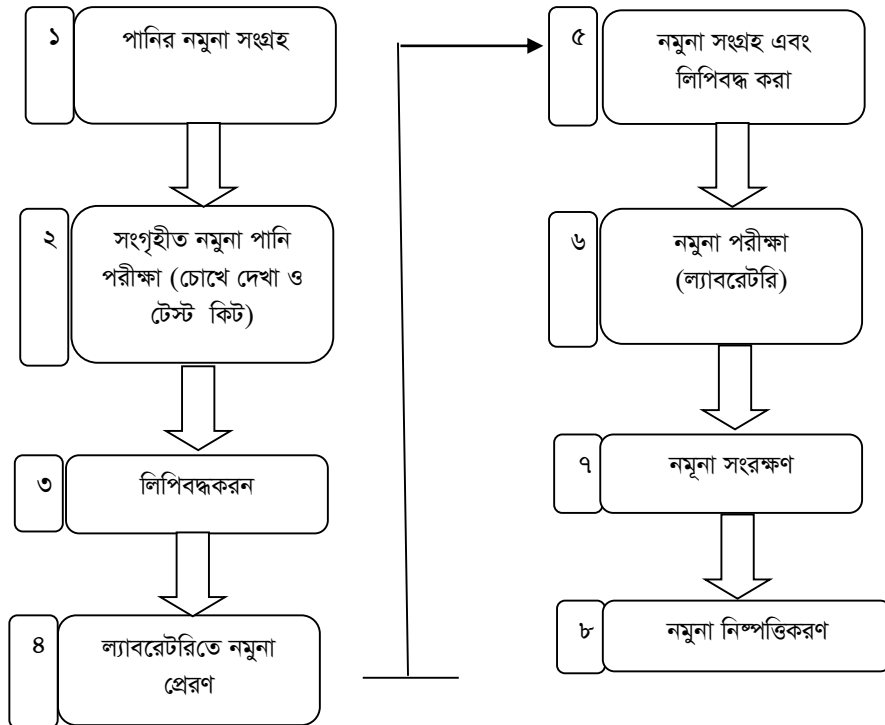 ১
পানির নমুনা সংগ্রহ
২
সংগৃহীত নমুনা পানি
পরীক্ষা (চোখে দেখা ও
টেস্ট কিট)
৩
লিপিবদ্ধকরন
৪
ল্যাবরেটরিতে নমুনা
প্রেরণ
৫
নমুনা সংগ্রহ এবং
লিপিবদ্ধ করা
৬
নমুনা পরীক্ষা
(ল্যাবরেটরি)
৭
নমূনা সংরক্ষণ
৮
নমুনা নিষ্পত্তিকরণ